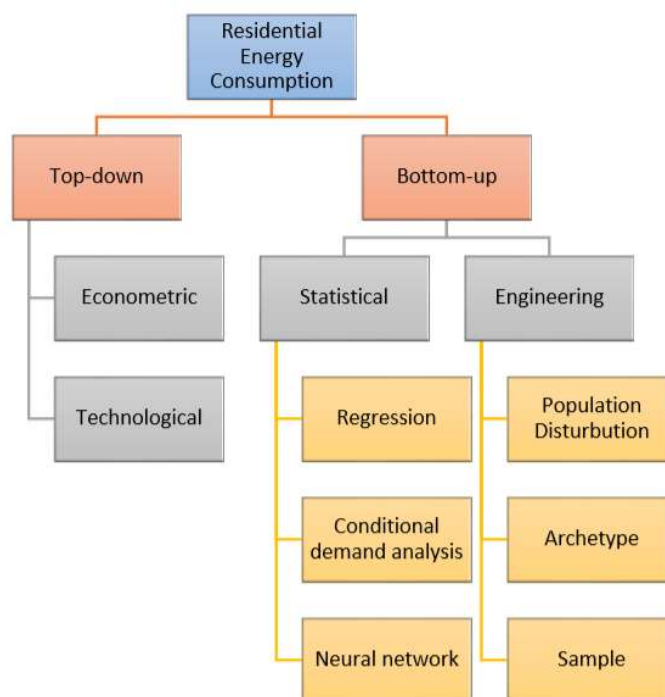 Residential
Energy
Consumption
Top-down
Bottom-up
Econometric
Technological
Statistical
Engineering
Regression
Conditional
demand analysis
Neural network
Population
Disturbution
Archetype
Sample